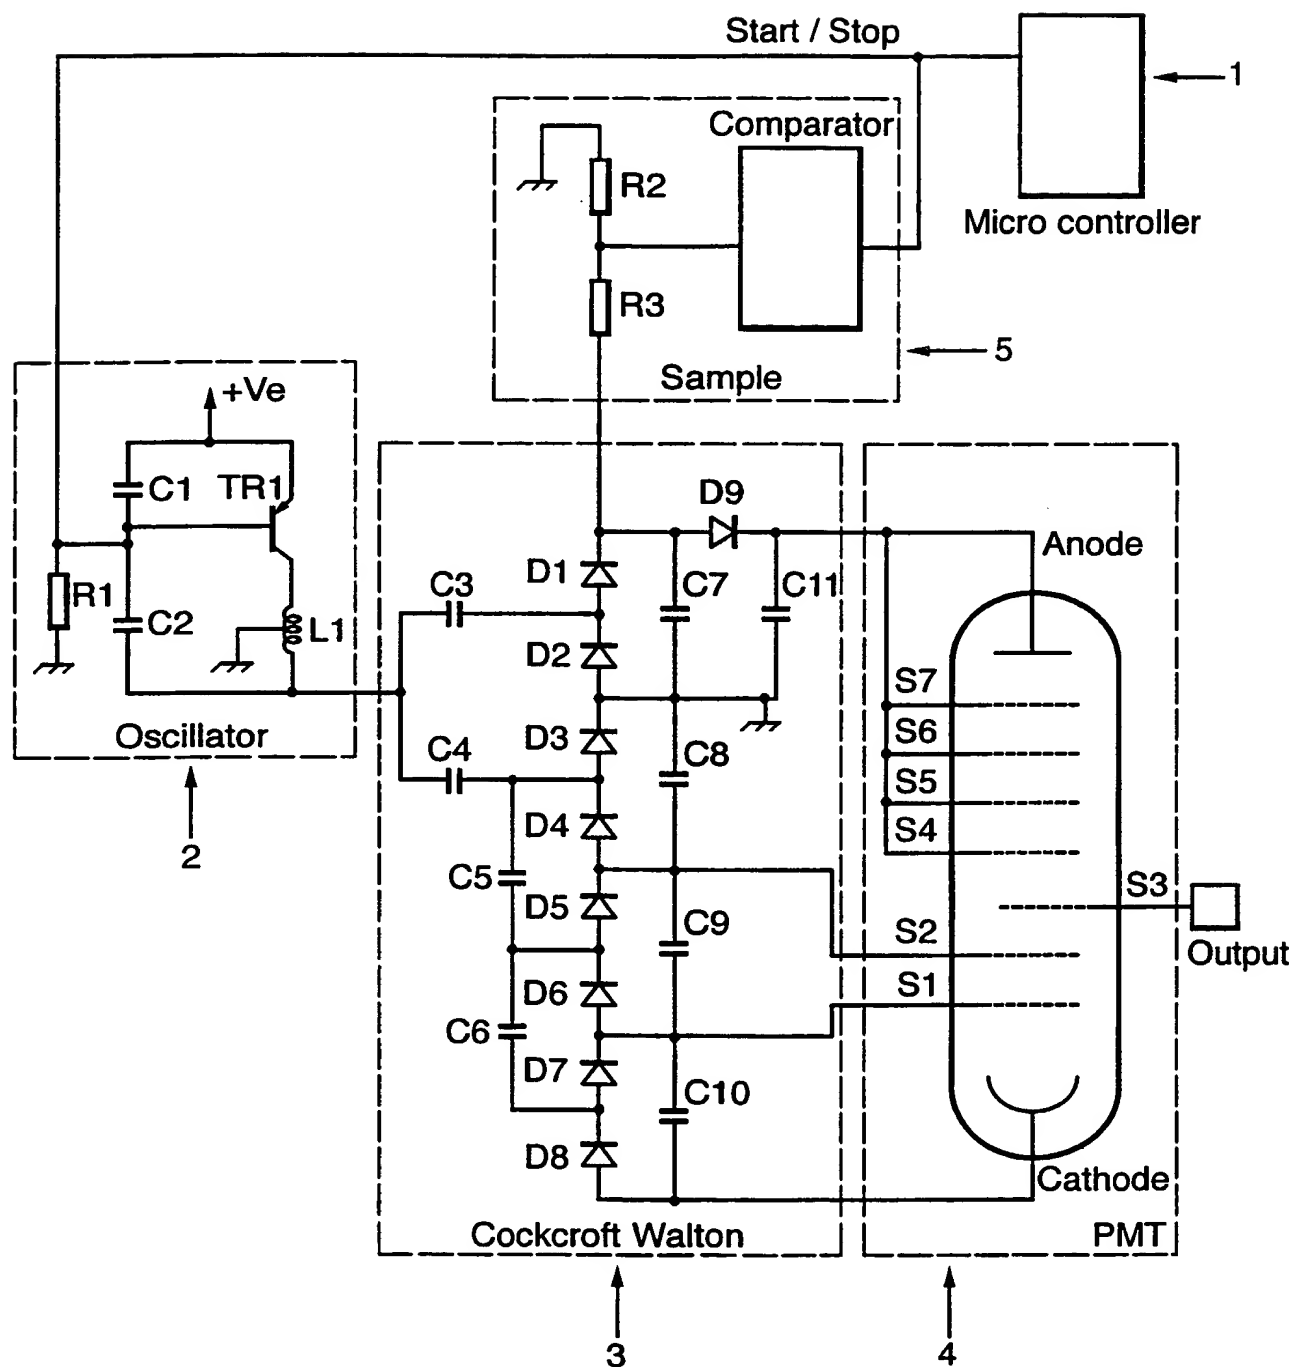 Start / Stop
1
Comparator
R2
Micro controller
R3
5
Sample
+Ve
C1
TR1
D9
Anode
R1
C2
L1
C3
D1
C7
C11
D2
S7
Oscillator
C4
D3
C8
S6
S5
2
D4
S4
C5
D5
C9
S3
S2
Output
D6
S1
C6
D7
C10
D8
Cathode
Cockcroft Walton
PMT
3
4